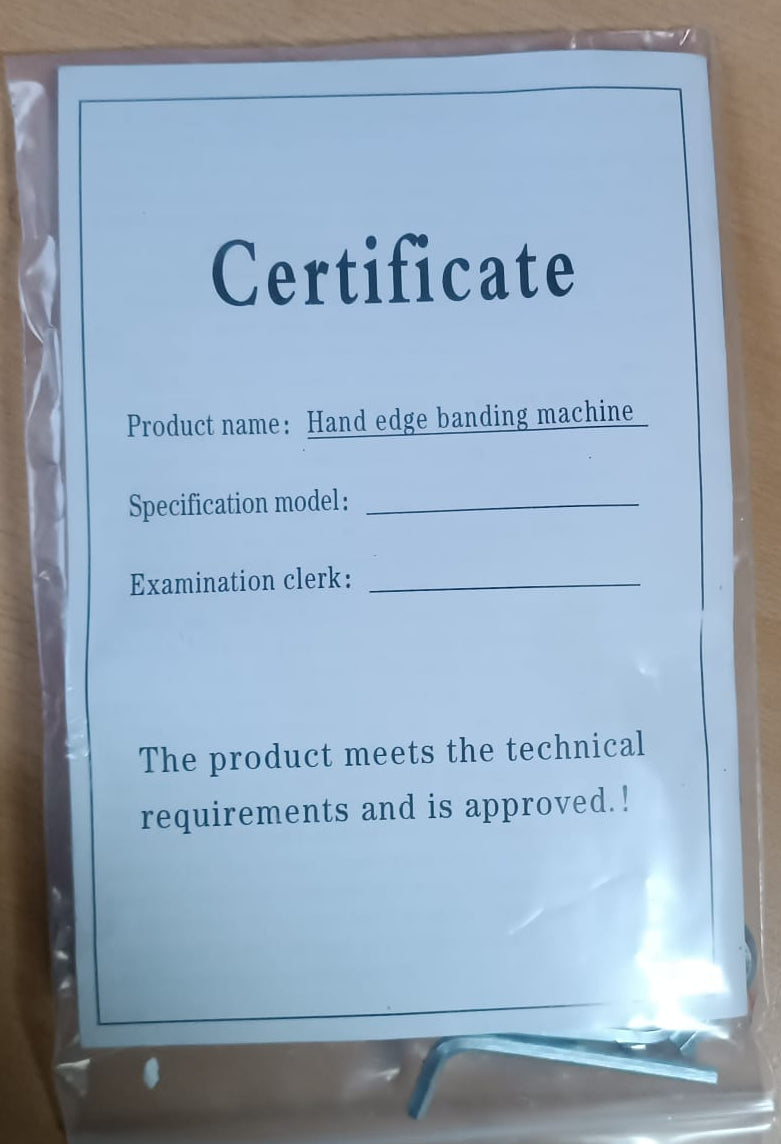 Certificate
Product name: Hand edge banding machine
Specification model:
Examination clerk:
The product meets the technical
requirements and is approved.!